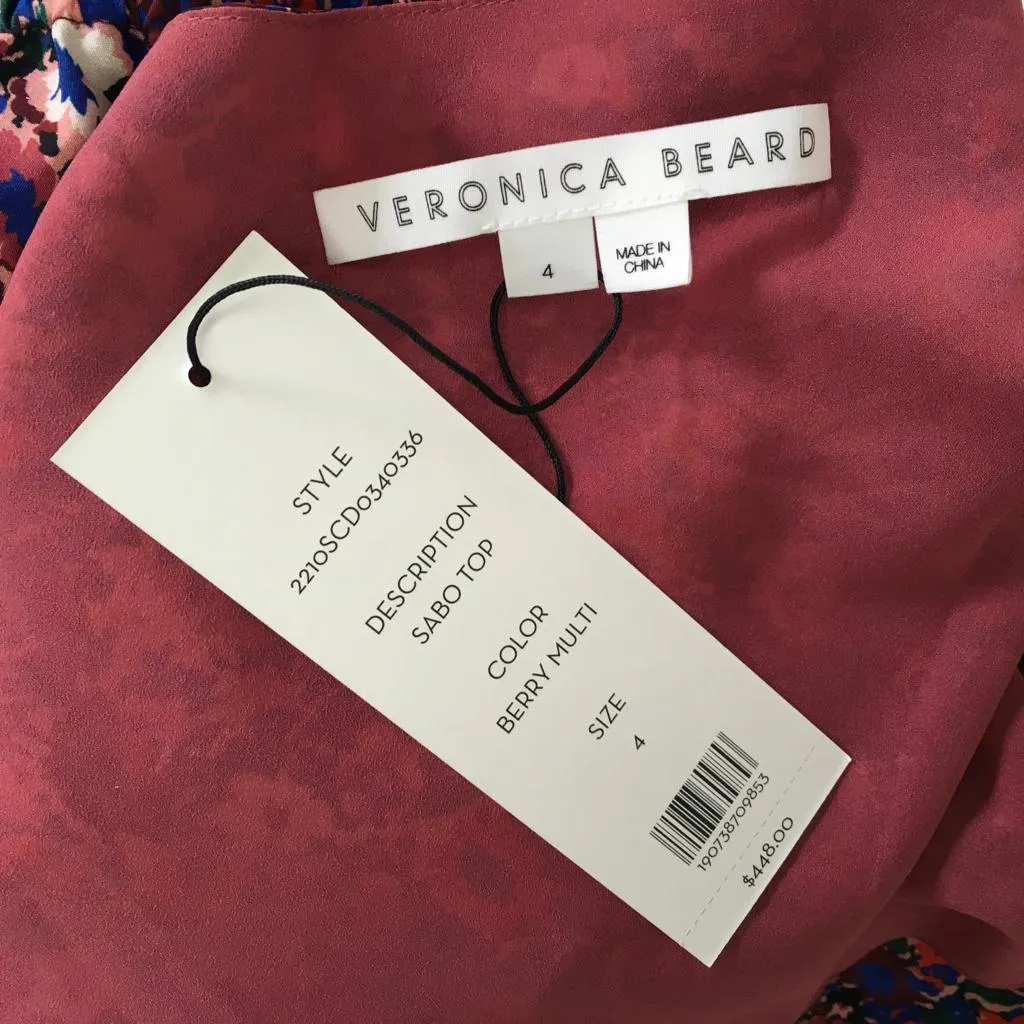 VERONICA BEARD
4
MADE IN
CHINA
STYLE
2210SCD0340336
DESCRIPTION
SABO TOP
COLOR
BERRY MULTI
SIZE
4
190738709853
$448.00